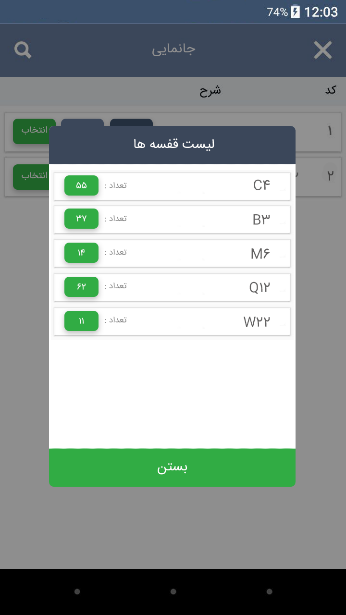 74% 12:03
جانمایی
کد شرح
۱ انتخاب
۲ انتخاب
لیست قفسه ها
C۴ تعداد : ۵۵
B۳ تعداد : ۳۷
M۶ تعداد : ۱۴
Q۱۲ تعداد : ۶۲
W۲۲ تعداد : ۱۱
بستن